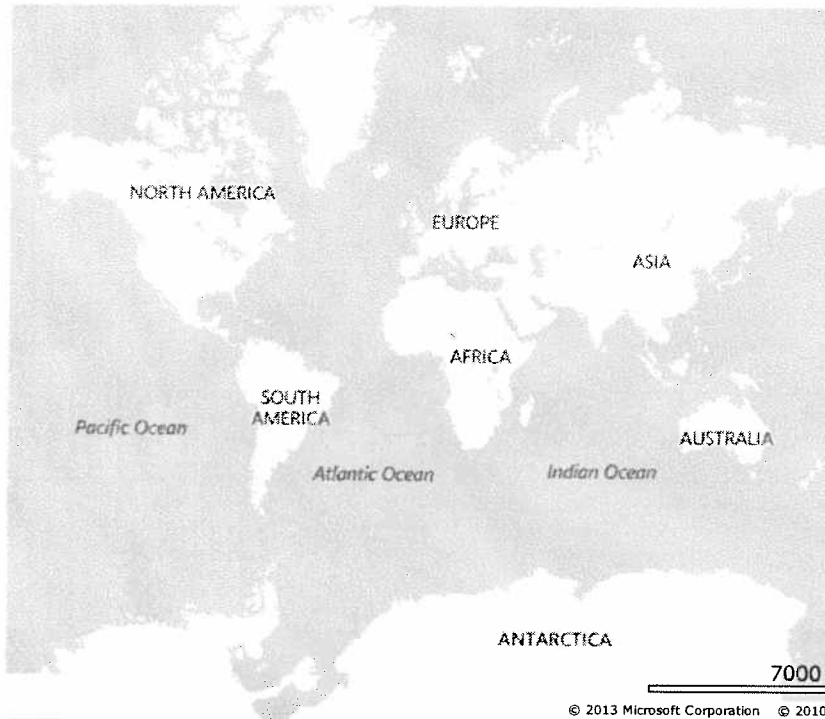 NORTH AMERICA
EUROPE
ASIA
AFRICA
SOUTH
AMERICA
Pacific Ocean
AUSTRALIA
Atlantic Ocean
Indian Ocean
ANTARCTICA
7000
© 2013 Microsoft Corporation © 2010